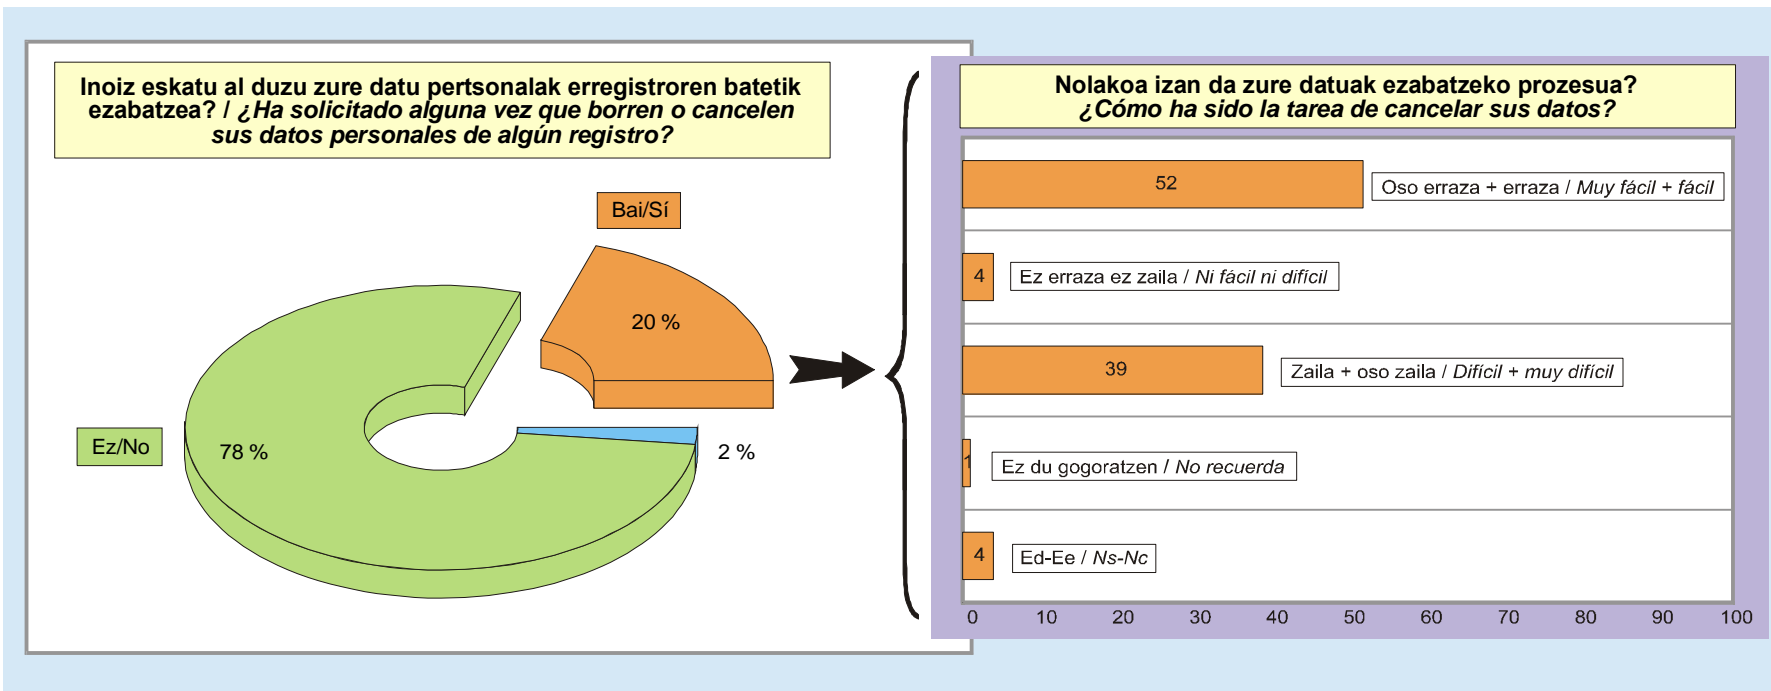 Inoiz eskatu al duzu zure datu pertsonalak erregistroren batetik
ezabatzea? / ¿Ha solicitado alguna vez que borren o cancelen
sus datos personales de algún registro?
Bai/Sí
20 %
Ez/No
78 %
2 %
Nolakoa izan da zure datuak ezabatzeko prozesua?
¿Cómo ha sido la tarea de cancelar sus datos?
52
Oso erraza + erraza / Muy fácil + fácil
4
Ez erraza ez zaila / Ni fácil ni difícil
39
Zaila + oso zaila / Difícil + muy difícil
1
Ez du gogoratzen / No recuerda
4
Ed-Ee / Ns-Nc
0 10 20 30 40 50 60 70 80 90 100